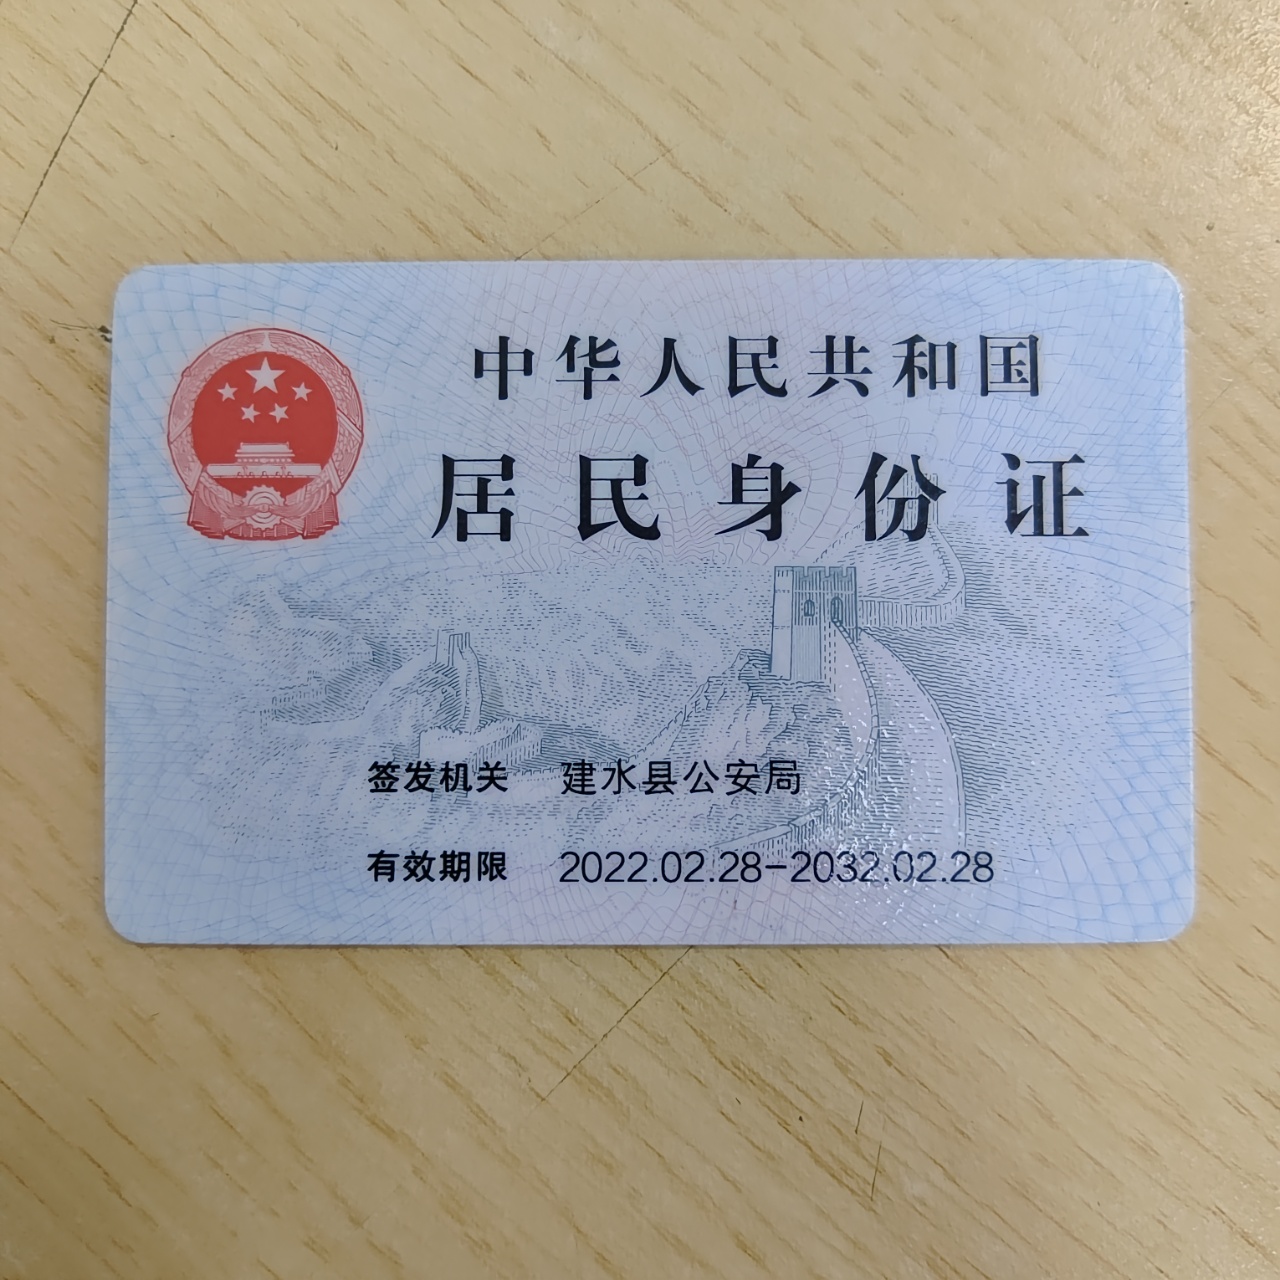 中华人民共和国
居民身份证
签发机关 建水县公安局
有效期限 2022.02.28-2032.02.28